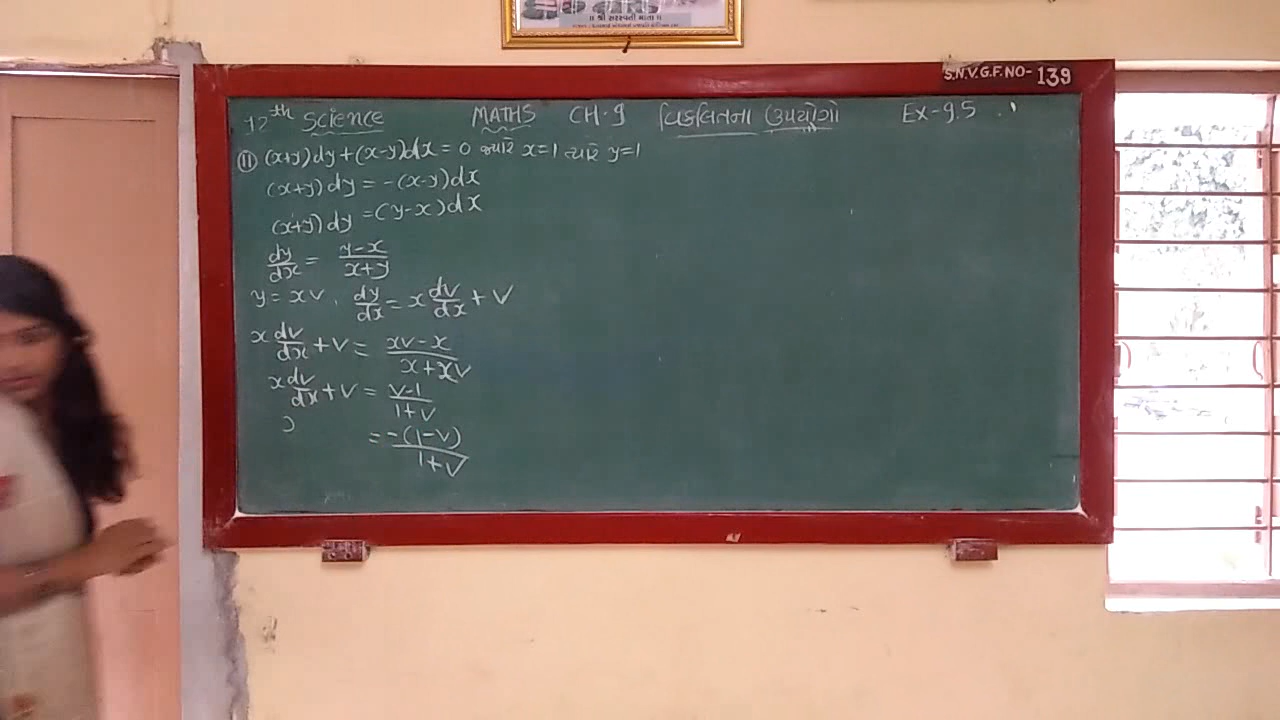 ॥ શ્રી સરસ્વતી માતા ॥
S.N.V.G.F.NO- 139
12th Science MATHS CH.9 વિકલિતના ઉપયોગો Ex-9.5
(11) (x+y)dy+(x-y)dx=0 જ્યારે x=1 ત્યારે y=1
(x+y)dy=-(x-y)dx
(x+y)dy=(y-x)dx
dy/dx = y-x/x+y
y=xv, dy/dx = x dv/dx + v
x dv/dx + v = xv-x/x+xv
x dv/dx + v = v-1/1+v
= -(1-v)/1+v